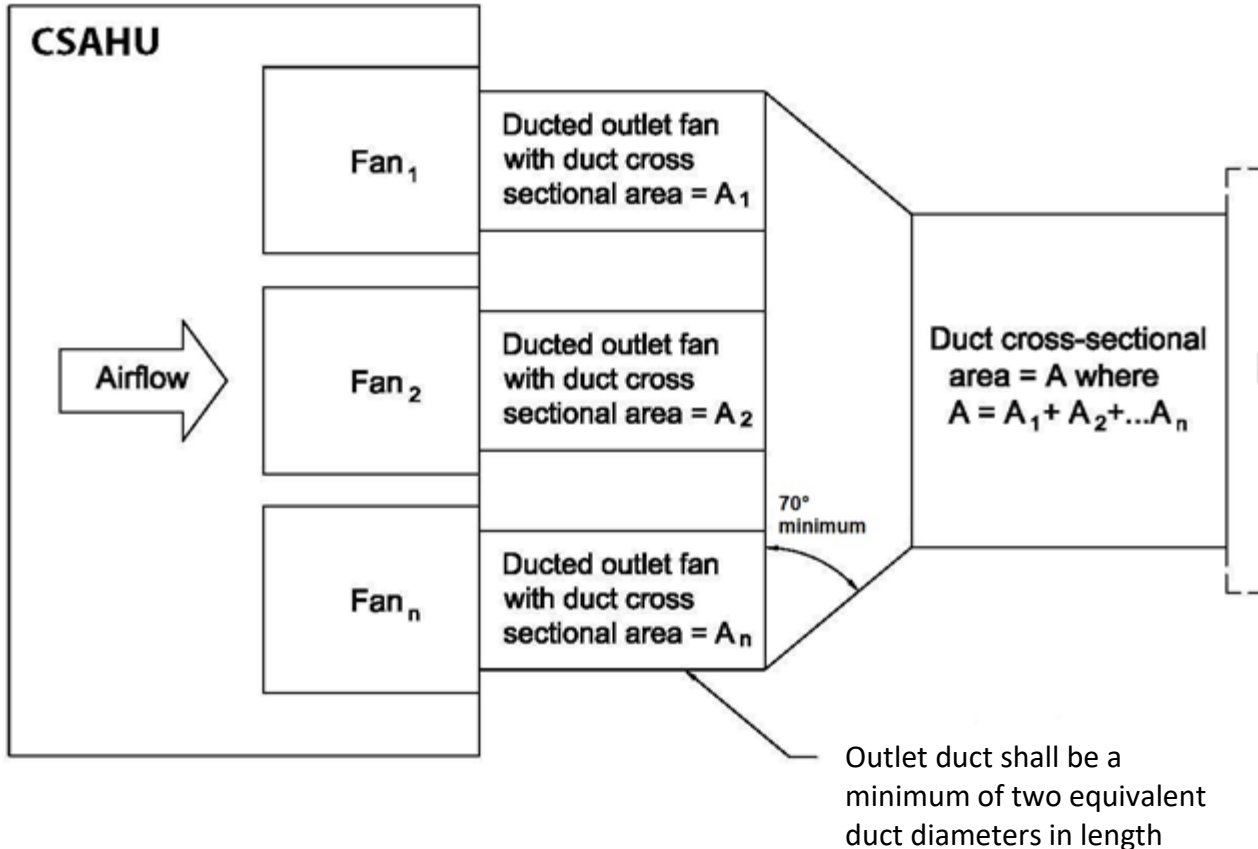 CSAHU
Fan₁
Ducted outlet fan
with duct cross
sectional area = A₁
Airflow
Fan₂
Ducted outlet fan
with duct cross
sectional area = A₂
Duct cross-sectional
area = A where
A = A₁+ A₂+...Aₙ
70°
minimum
Fanₙ
Ducted outlet fan
with duct cross
sectional area = Aₙ
Outlet duct shall be a
minimum of two equivalent
duct diameters in length